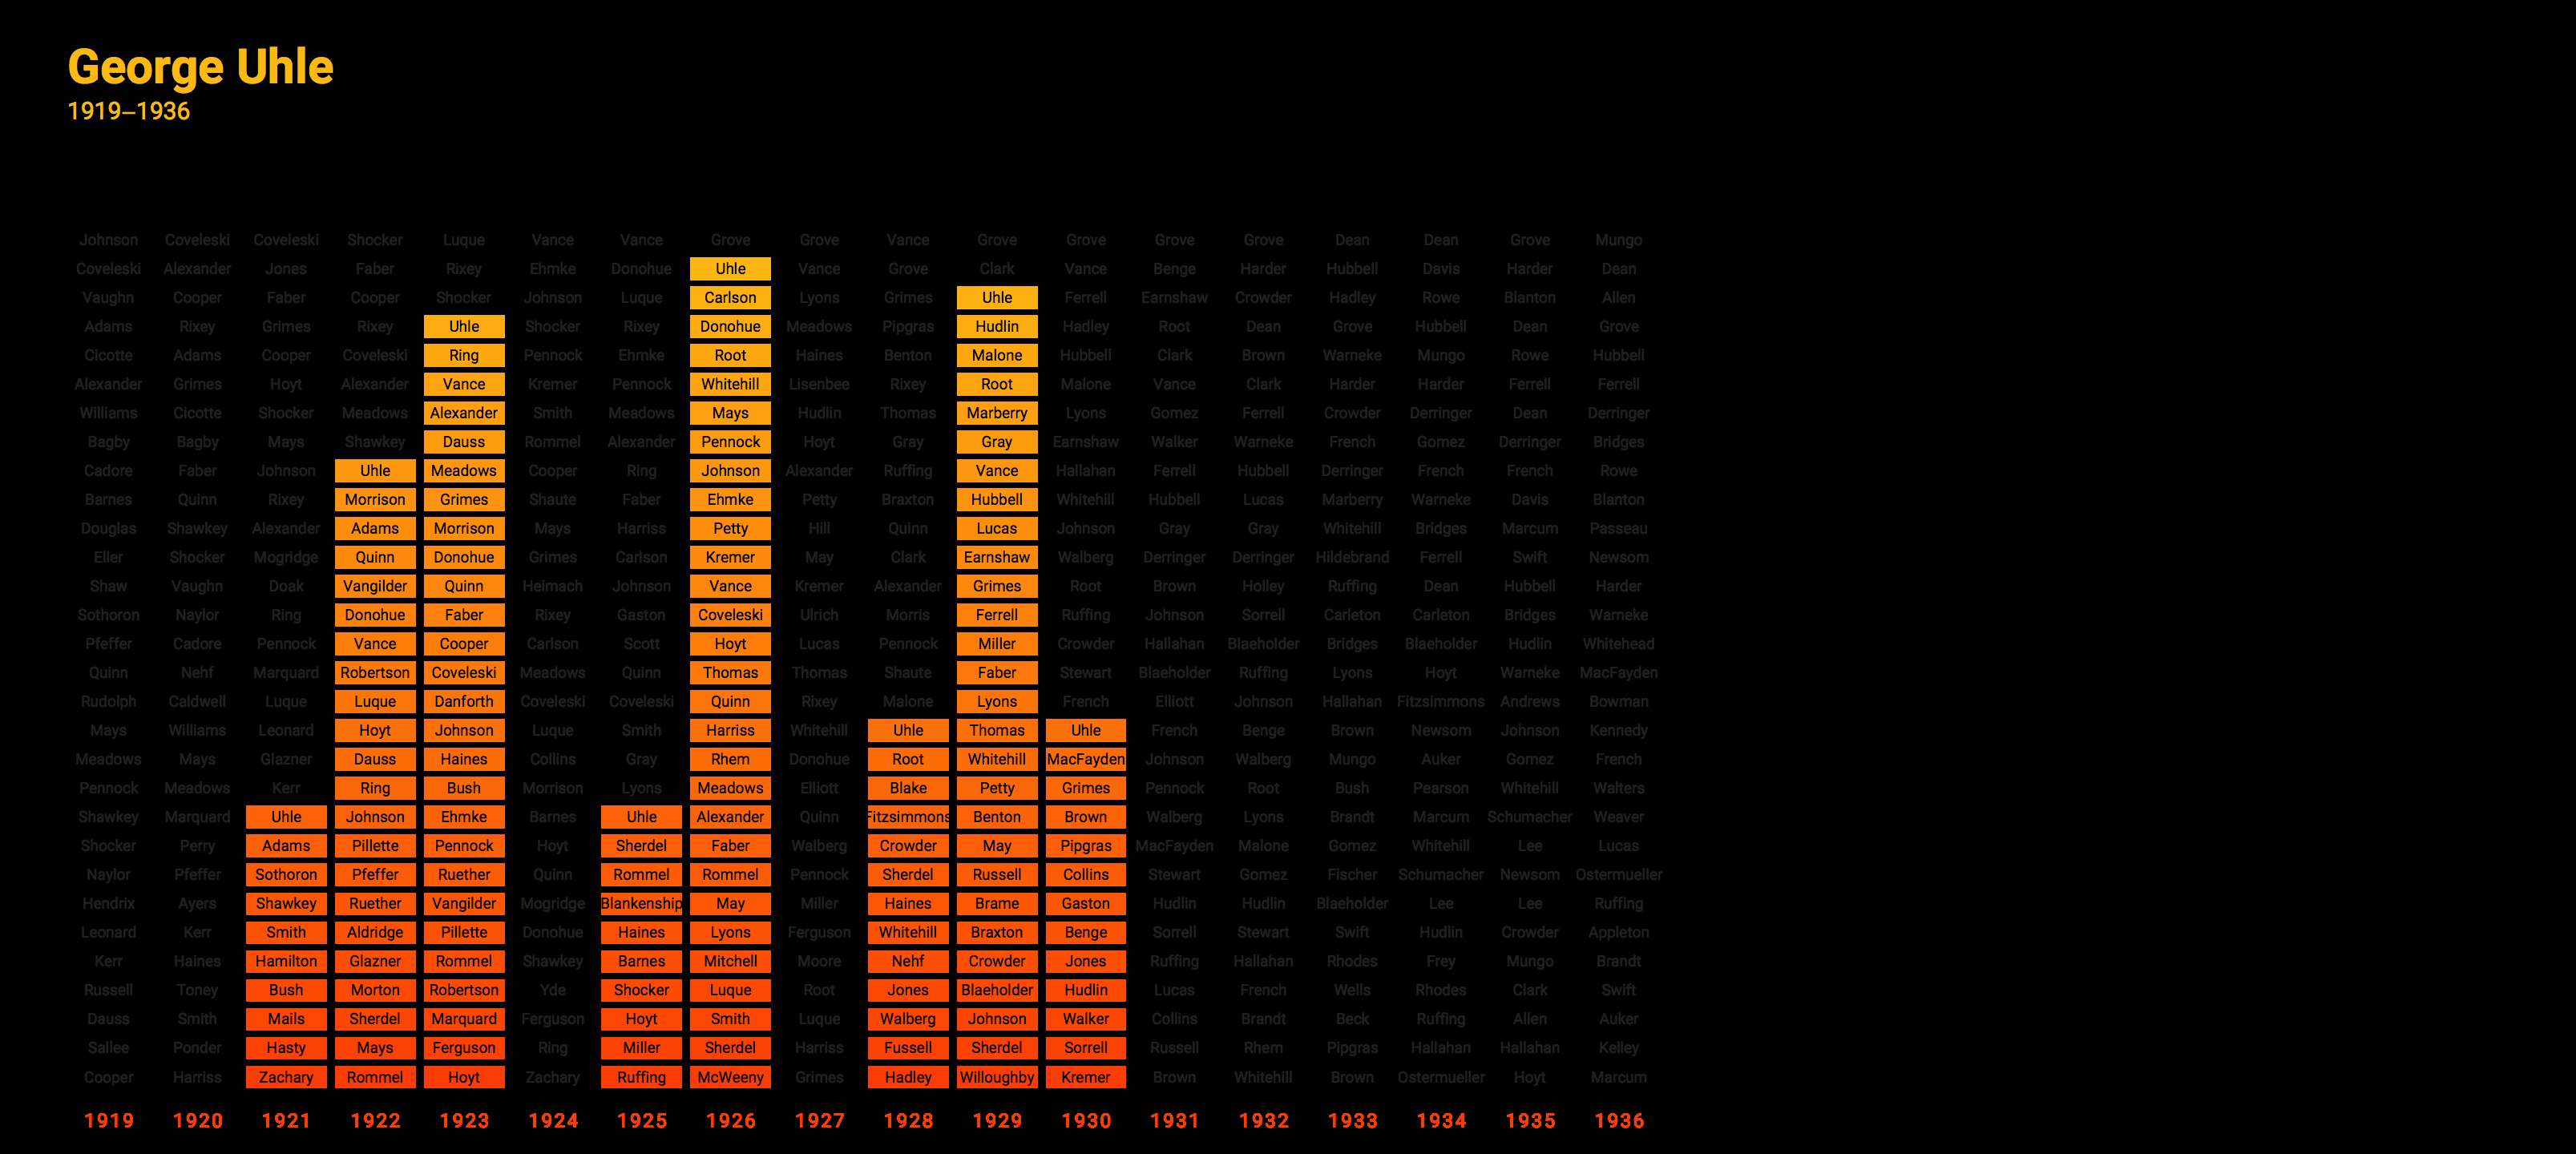 George Uhle
1919–1936
Johnson Coveleski Coveleski Shocker Luque Vance Vance Grove Grove Vance Grove Grove Grove Grove Dean Dean Grove Mungo
Coveleski Alexander Jones Faber Rixey Ehmke Donohue Uhle Vance Grove Clark Vance Benge Harder Hubbell Davis Harder Dean
Vaughn Cooper Faber Cooper Shocker Johnson Luque Carlson Lyons Grimes Uhle Ferrell Earnshaw Crowder Hadley Rowe Blanton Allen
Adams Rixey Grimes Rixey Uhle Shocker Rixey Donohue Meadows Pipgras Hudlin Hadley Root Dean Grove Hubbell Dean Grove
Cicotte Adams Cooper Coveleski Ring Pennock Ehmke Root Haines Benton Malone Hubbell Clark Brown Warneke Mungo Rowe Hubbell
Alexander Grimes Hoyt Alexander Vance Kremer Pennock Whitehill Lisenbee Rixey Root Malone Vance Clark Harder Harder Ferrell Ferrell
Williams Cicotte Shocker Meadows Alexander Smith Meadows Mays Hudlin Thomas Marberry Lyons Gomez Ferrell Crowder Derringer Dean Derringer
Bagby Bagby Mays Shawkey Dauss Rommel Alexander Pennock Hoyt Gray Gray Earnshaw Walker Warneke French Gomez Derringer Bridges
Cadore Faber Johnson Uhle Meadows Cooper Ring Johnson Alexander Ruffing Vance Hallahan Ferrell Hubbell Derringer French French Rowe
Barnes Quinn Rixey Morrison Grimes Shaute Faber Ehmke Petty Braxton Hubbell Whitehill Hubbell Lucas Marberry Warneke Davis Blanton
Douglas Shawkey Alexander Adams Morrison Mays Harriss Petty Hill Quinn Lucas Johnson Gray Gray Whitehill Bridges Marcum Passeau
Eller Shocker Mogridge Quinn Donohue Grimes Carlson Kremer May Clark Earnshaw Walberg Derringer Derringer Hildebrand Ferrell Swift Newsom
Shaw Vaughn Doak Vangilder Quinn Heimach Johnson Vance Kremer Alexander Grimes Root Brown Holley Ruffing Dean Hubbell Harder
Sothoron Naylor Ring Donohue Faber Rixey Gaston Coveleski Ulrich Morris Ferrell Ruffing Johnson Sorrell Carleton Carleton Bridges Warneke
Pfeffer Cadore Pennock Vance Cooper Carlson Scott Hoyt Lucas Pennock Miller Crowder Hallahan Blaeholder Bridges Blaeholder Hudlin Whitehead
Quinn Nehf Marquard Robertson Coveleski Meadows Quinn Thomas Thomas Shaute Faber Stewart Blaeholder Ruffing Lyons Hoyt Warneke MacFayden
Rudolph Caldwell Luque Luque Danforth Coveleski Coveleski Quinn Rixey Malone Lyons French Elliott Johnson Hallahan Fitzsimmons Andrews Bowman
Mays Williams Leonard Hoyt Johnson Luque Smith Harriss Whitehill Uhle Thomas Uhle French Benge Brown Newsom Johnson Kennedy
Meadows Mays Glazner Dauss Haines Collins Gray Rhem Donohue Root Whitehill MacFayden Johnson Walberg Mungo Auker Gomez French
Pennock Meadows Kerr Ring Bush Morrison Lyons Meadows Elliott Blake Petty Grimes Pennock Root Bush Pearson Whitehill Walters
Shawkey Marquard Uhle Johnson Ehmke Barnes Uhle Alexander Quinn Fitzsimmons Benton Brown Walberg Lyons Brandt Marcum Schumacher Weaver
Shocker Perry Adams Pillette Pennock Hoyt Sherdel Faber Walberg Crowder May Pipgras MacFayden Malone Gomez Whitehill Lee Lucas
Naylor Pfeffer Sothoron Pfeffer Ruether Quinn Rommel Rommel Pennock Sherdel Russell Collins Stewart Gomez Fischer Schumacher Newsom Ostermueller
Hendrix Ayers Shawkey Ruether Vangilder Mogridge Blankenship May Miller Haines Brame Gaston Hudlin Hudlin Blaeholder Lee Lee Ruffing
Leonard Kerr Smith Aldridge Pillette Donohue Haines Lyons Ferguson Whitehill Braxton Benge Sorrell Stewart Swift Hudlin Crowder Appleton
Kerr Haines Hamilton Glazner Rommel Shawkey Barnes Mitchell Moore Nehf Crowder Jones Ruffing Hallahan Rhodes Frey Mungo Brandt
Russell Toney Bush Morton Robertson Yde Shocker Luque Root Jones Blaeholder Hudlin Lucas French Wells Rhodes Clark Swift
Dauss Smith Mails Sherdel Marquard Ferguson Hoyt Smith Luque Walberg Johnson Walker Collins Brandt Beck Ruffing Allen Auker
Sallee Ponder Hasty Mays Ferguson Ring Miller Sherdel Harriss Fussell Sherdel Sorrell Russell Rhem Pipgras Hallahan Hallahan Kelley
Cooper Harriss Zachary Rommel Hoyt Zachary Ruffing McWeeny Grimes Hadley Willoughby Kremer Brown Whitehill Brown Ostermueller Hoyt Marcum
1919 1920 1921 1922 1923 1924 1925 1926 1927 1928 1929 1930 1931 1932 1933 1934 1935 1936